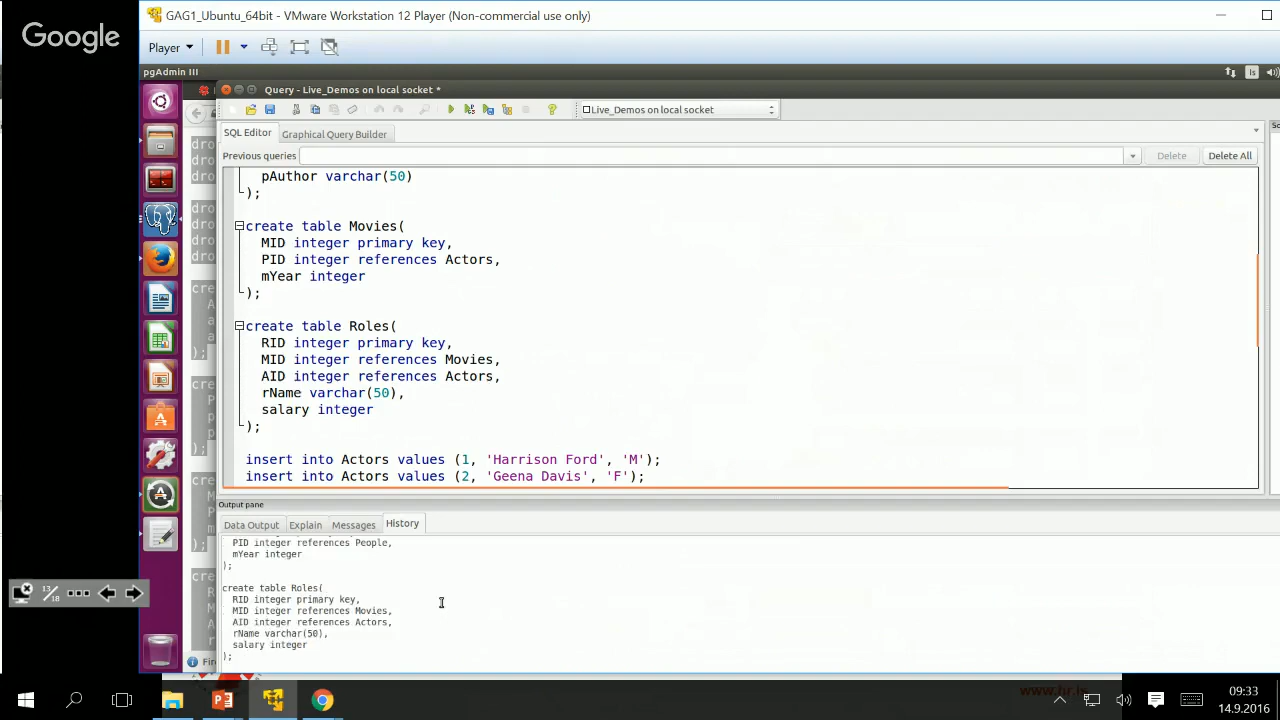 GAG1_Ubuntu_64bit - VMware Workstation 12 Player (Non-commercial use only)
Google
Player
pgAdmin III
Query - Live_Demos on local socket *
Live_Demos on local socket
SQL Editor
Graphical Query Builder
Previous queries
Delete
Delete All
pAuthor varchar(50)
);
create table Movies(
MID integer primary key,
PID integer references Actors,
mYear integer
);
create table Roles(
RID integer primary key,
MID integer references Movies,
AID integer references Actors,
rName varchar(50),
salary integer
);
insert into Actors values (1, 'Harrison Ford', 'M');
insert into Actors values (2, 'Geena Davis', 'F');
Output pane
Data Output
Explain
Messages
History
PID integer references People,
mYear integer
);
create table Roles(
RID integer primary key,
MID integer references Movies,
AID integer references Actors,
rName varchar(50),
salary integer
);
13/18
www.hr.is
09:33
14.9.2016